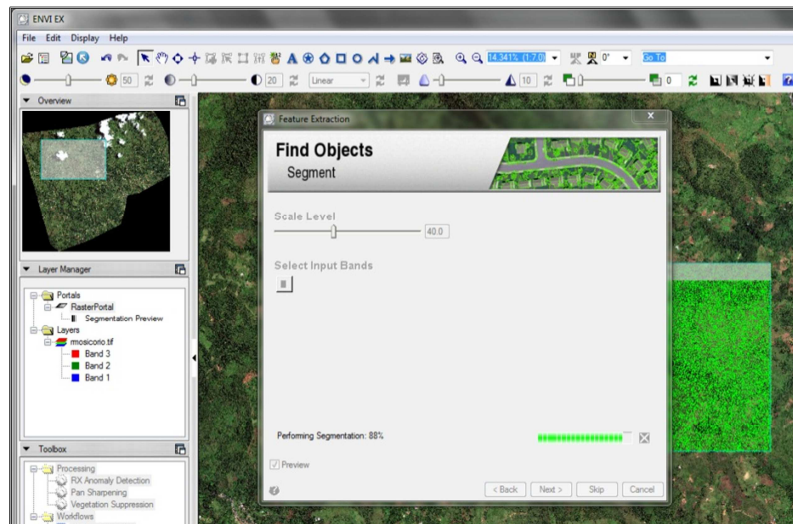 ENVI EX
File Edit Display Help
14.341% (1:7.0) 0° Go To
50 20 Linear 10 0
Overview
Layer Manager
Portals
RasterPortal
Segmentation Preview
Layers
mosicorio.tif
Band 3
Band 2
Band 1
Toolbox
Processing
RX Anomaly Detection
Pan Sharpening
Vegetation Suppression
Workflows
Feature Extraction
x
Find Objects
Segment
Scale Level
40.0
Select Input Bands
Performing Segmentation: 88%
Preview
< Back Next > Skip Cancel